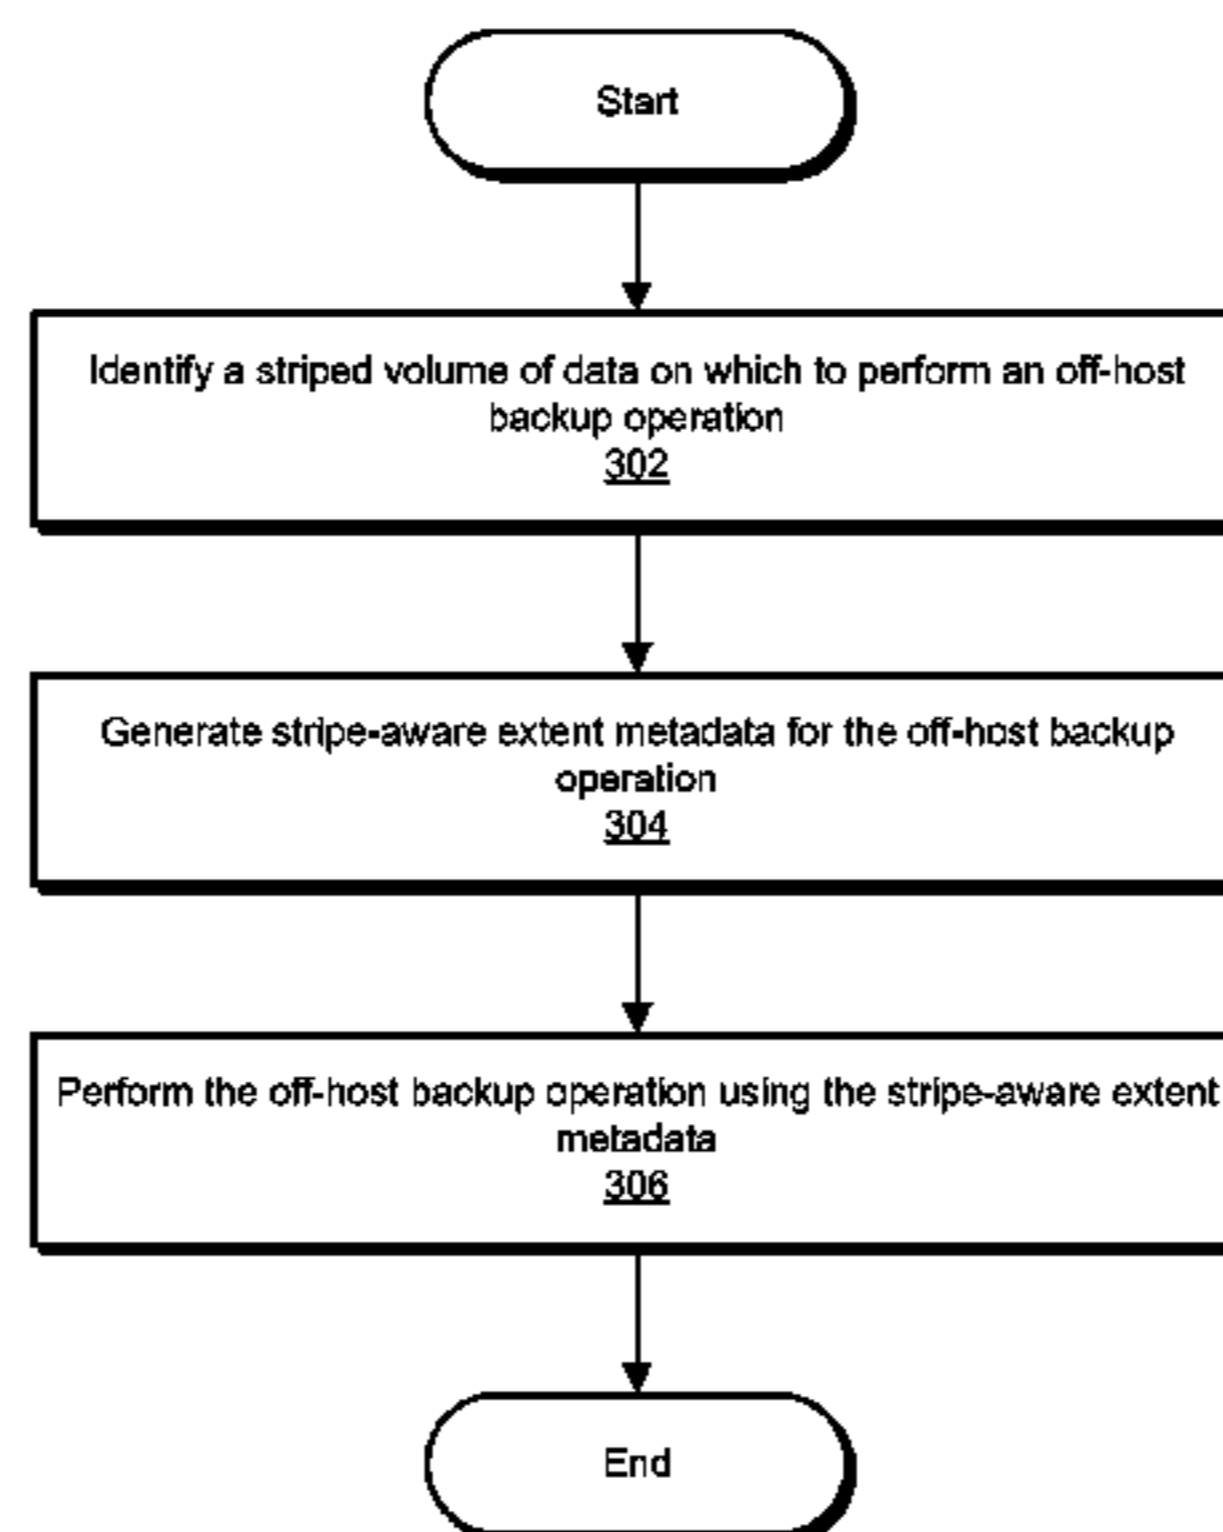 Start
Identify a striped volume of data on which to perform an off-host
backup operation
302
Generate stripe-aware extent metadata for the off-host backup
operation
304
Perform the off-host backup operation using the stripe-aware extent
metadata
306
End